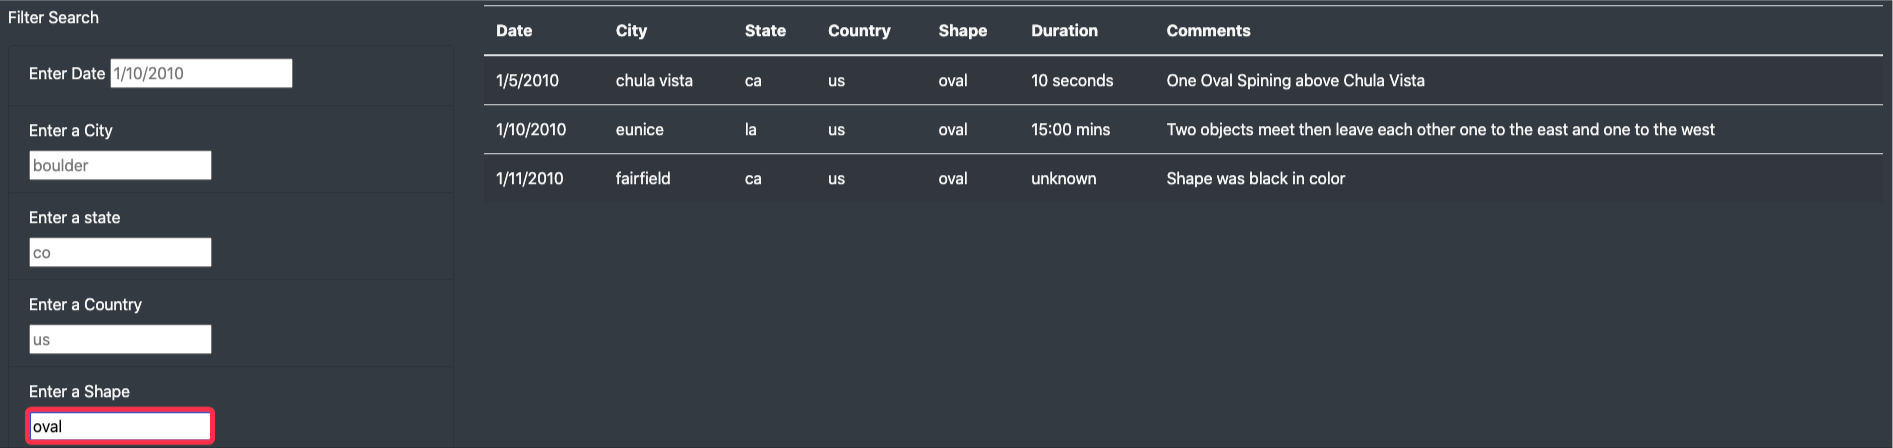 Filter Search
Enter Date 1/10/2010
Enter a City
boulder
Enter a state
co
Enter a Country
us
Enter a Shape
oval
Date City State Country Shape Duration Comments
1/5/2010 chula vista ca us oval 10 seconds One Oval Spining above Chula Vista
1/10/2010 eunice la us oval 15:00 mins Two objects meet then leave each other one to the east and one to the west
1/11/2010 fairfield ca us oval unknown Shape was black in color